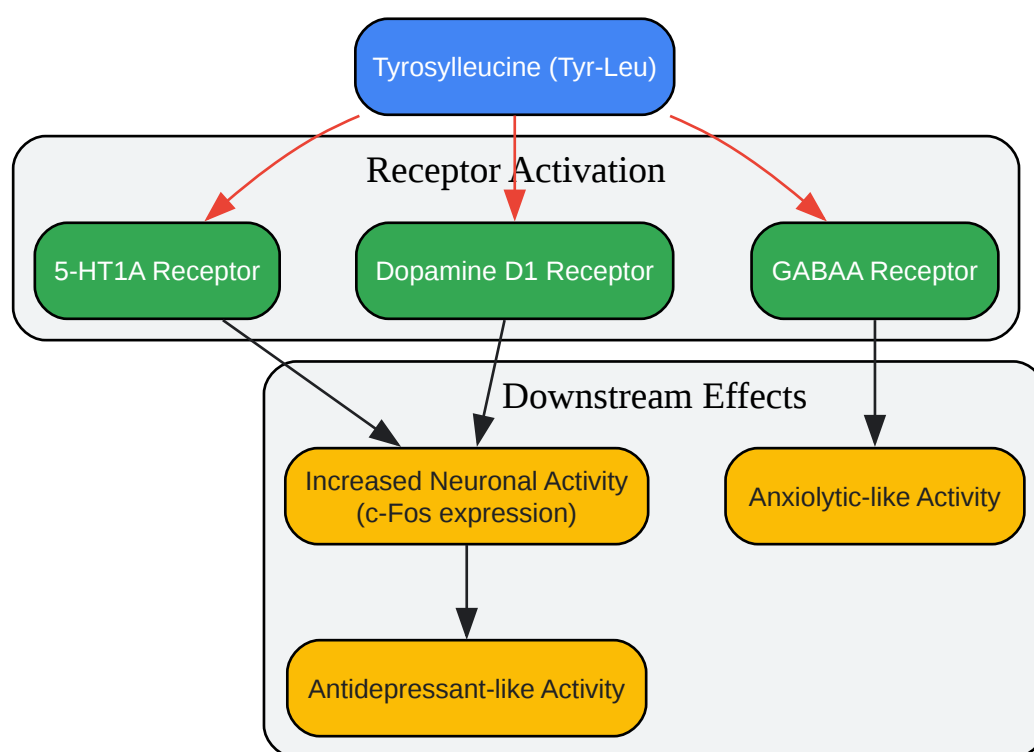 Tyrosylleucine (Tyr-Leu)
Receptor Activation
5-HT1A Receptor
Dopamine D1 Receptor
GABAA Receptor
Downstream Effects
Increased Neuronal Activity
(c-Fos expression)
Anxiolytic-like Activity
Antidepressant-like Activity